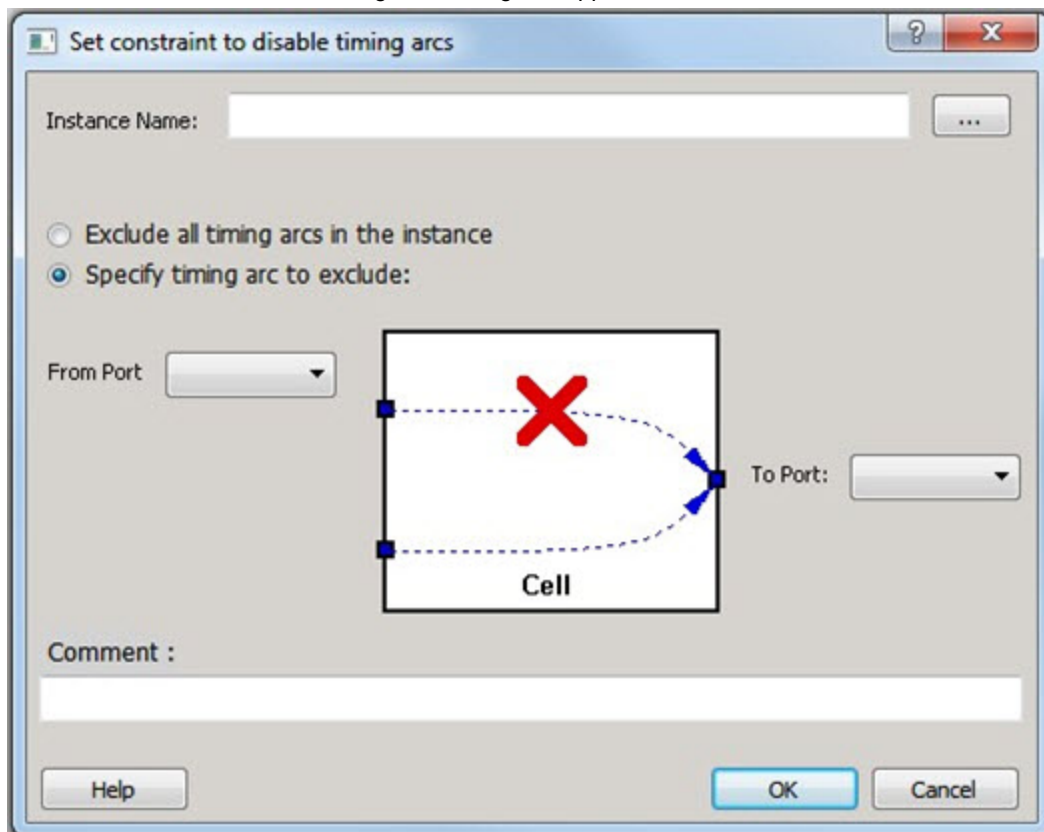 Set constraint to disable timing arcs
Instance Name:
...
Exclude all timing arcs in the instance
Specify timing arc to exclude:
From Port
To Port:
Cell
Comment :
Help
OK
Cancel